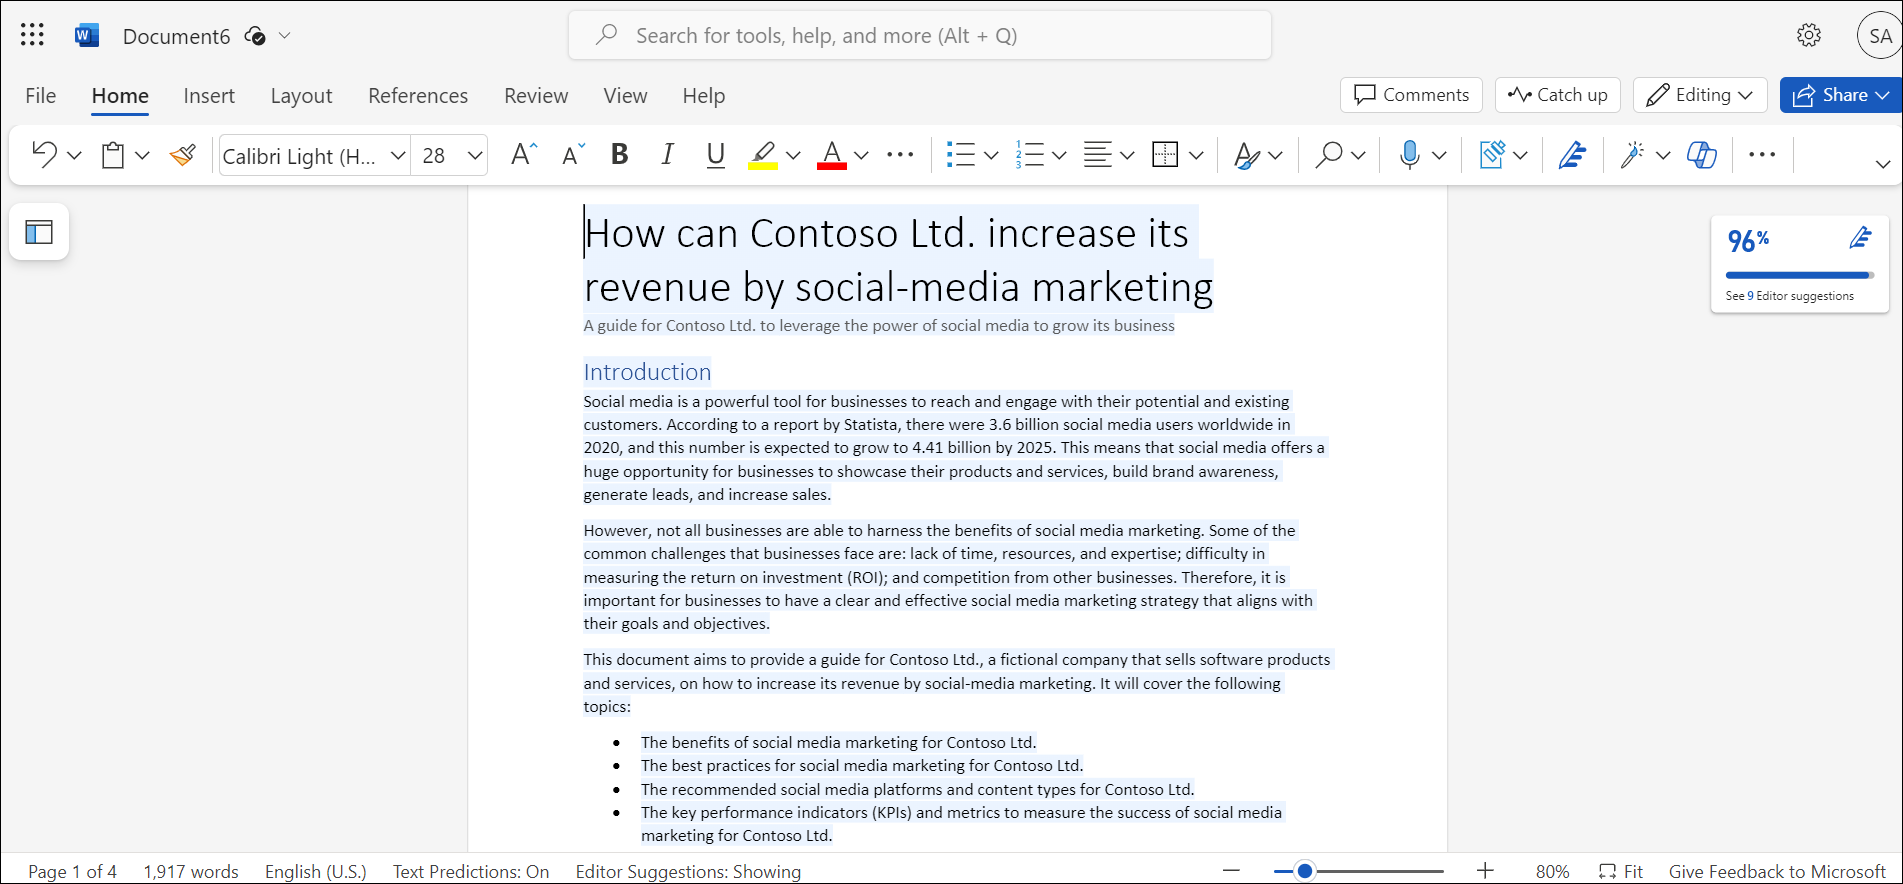 Document6
Search for tools, help, and more (Alt + Q)
SA
File Home Insert Layout References Review View Help
Comments Catch up Editing Share
Calibri Light (H... 28
How can Contoso Ltd. increase its
revenue by social-media marketing
A guide for Contoso Ltd. to leverage the power of social media to grow its business
96%
See 9 Editor suggestions
Introduction
Social media is a powerful tool for businesses to reach and engage with their potential and existing
customers. According to a report by Statista, there were 3.6 billion social media users worldwide in
2020, and this number is expected to grow to 4.41 billion by 2025. This means that social media offers a
huge opportunity for businesses to showcase their products and services, build brand awareness,
generate leads, and increase sales.
However, not all businesses are able to harness the benefits of social media marketing. Some of the
common challenges that businesses face are: lack of time, resources, and expertise; difficulty in
measuring the return on investment (ROI); and competition from other businesses. Therefore, it is
important for businesses to have a clear and effective social media marketing strategy that aligns with
their goals and objectives.
This document aims to provide a guide for Contoso Ltd., a fictional company that sells software products
and services, on how to increase its revenue by social-media marketing. It will cover the following
topics:
• The benefits of social media marketing for Contoso Ltd.
• The best practices for social media marketing for Contoso Ltd.
• The recommended social media platforms and content types for Contoso Ltd.
• The key performance indicators (KPIs) and metrics to measure the success of social media
marketing for Contoso Ltd.
Page 1 of 4 1,917 words English (U.S.) Text Predictions: On Editor Suggestions: Showing 80% Fit Give Feedback to Microsoft